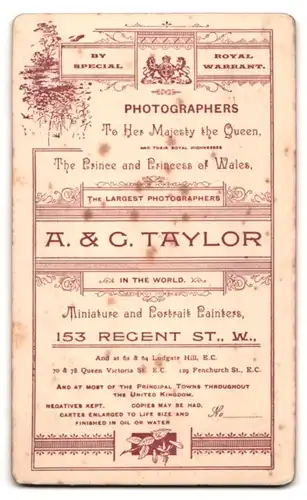 BY SPECIAL
ROYAL WARRANT.
PHOTOGRAPHERS
To Her Majesty the Queen,
AND THEIR ROYAL HIGHNESSES
The Prince and Princess of Wales,
THE LARGEST PHOTOGRAPHERS
A. & G. TAYLOR
IN THE WORLD.
Miniature and Portrait Painters,
153 REGENT ST., W.,
And at 62 & 64 Ludgate Hill, E.C.
70 & 78 Queen Victoria St. E.C. 129 Fenchurch St., E.C.
AND AT MOST OF THE PRINCIPAL TOWNS THROUGHOUT
THE UNITED KINGDOM.
NEGATIVES KEPT. COPIES MAY BE HAD.
CARTES ENLARGED TO LIFE SIZE AND
FINISHED IN OIL OR WATER
No